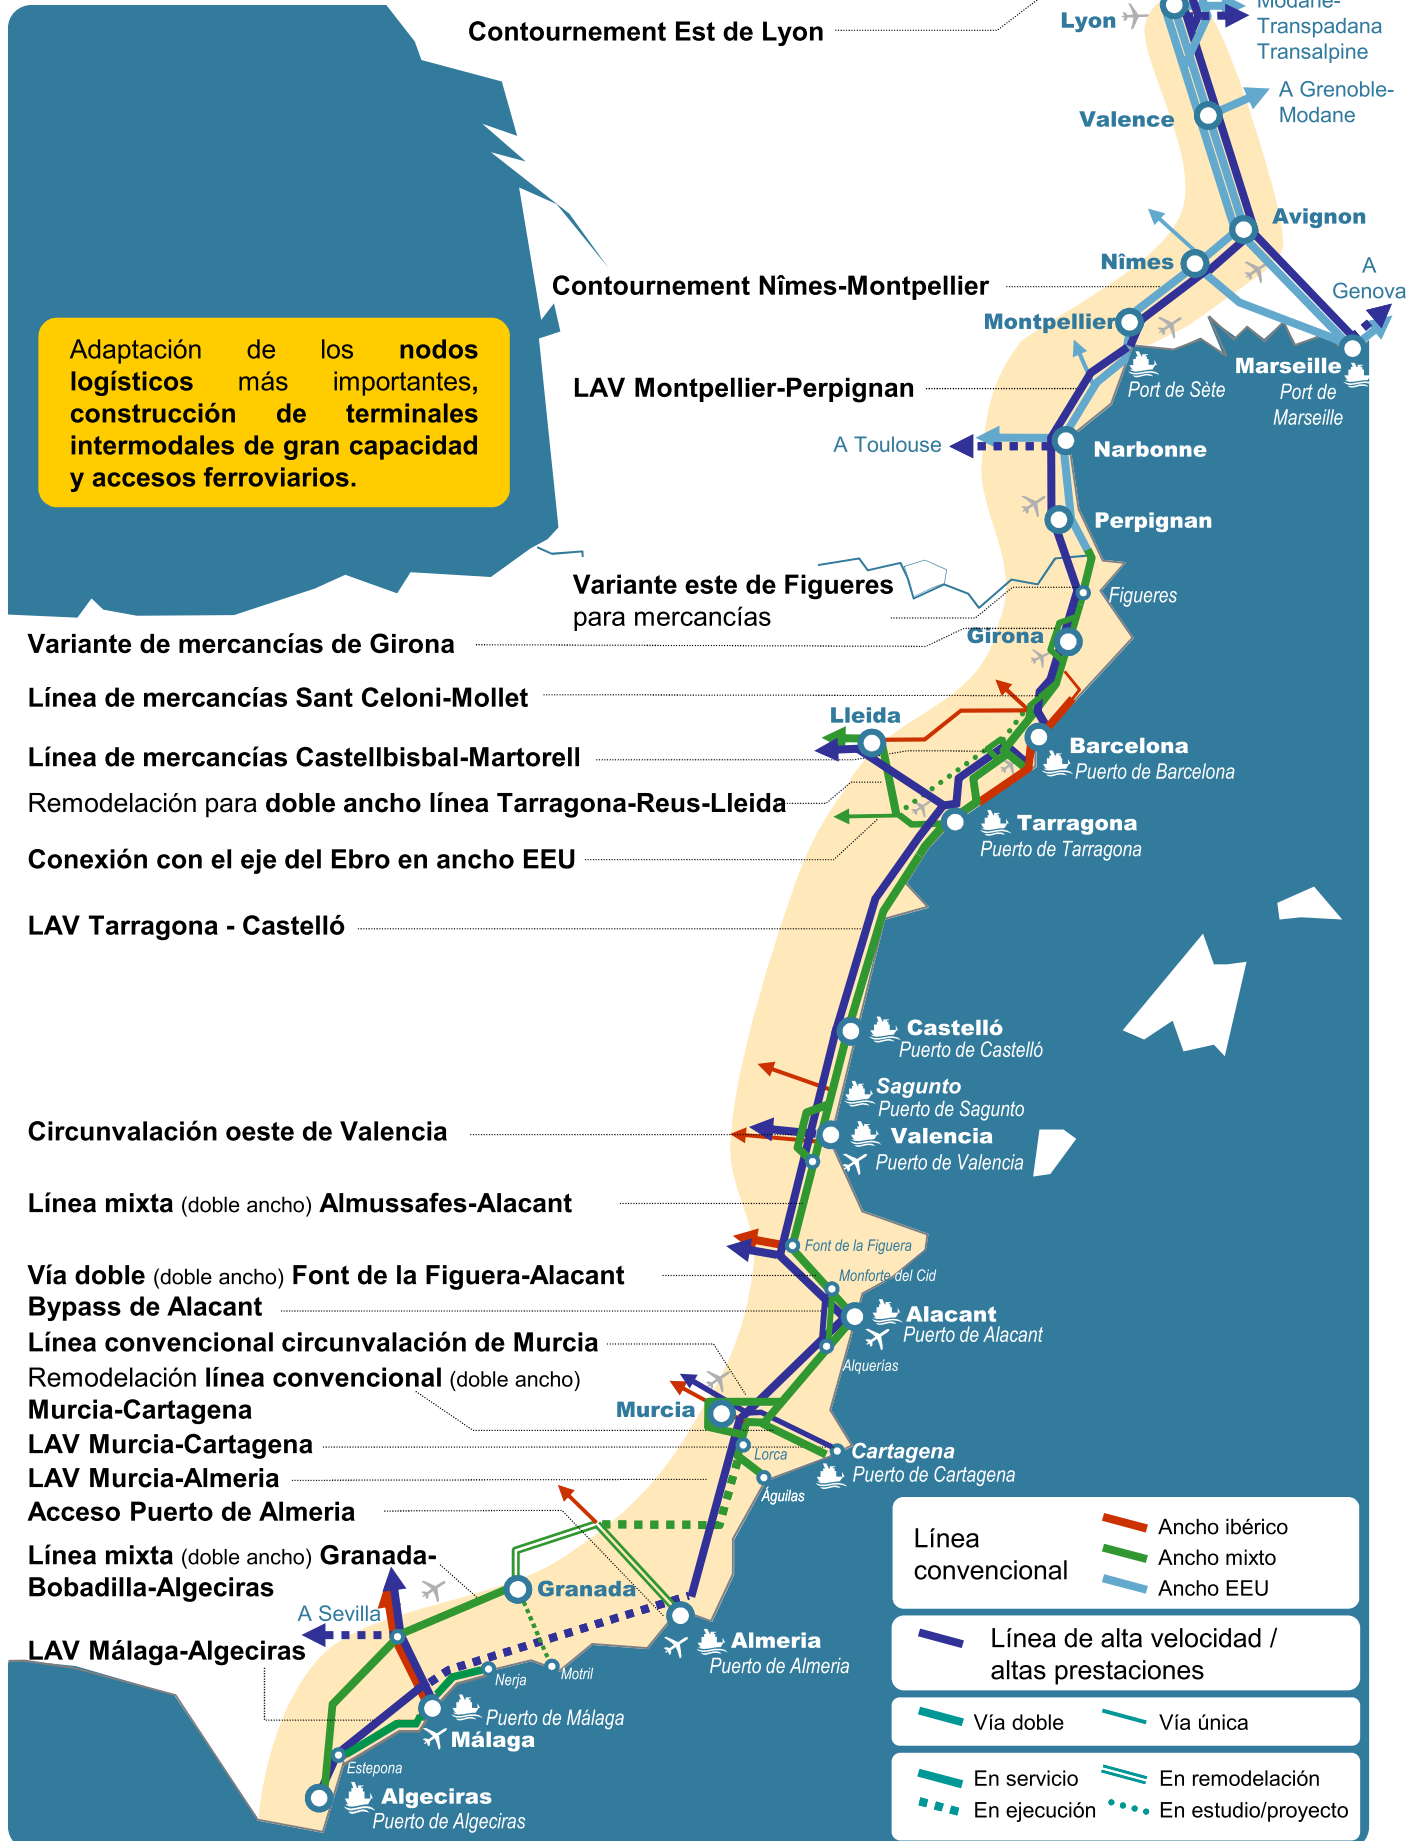 Modane-
Transpadana
Transalpine
Lyon
Contournement Est de Lyon
A Grenoble-
Modane
Valence
Avignon
Nîmes
A
Genova
Contournement Nîmes-Montpellier
Montpellier
Marseille
Port de
Marseille
Port de Sète
LAV Montpellier-Perpignan
A Toulouse
Narbonne
Perpignan
Adaptación de los nodos
logísticos más importantes,
construcción de terminales
intermodales de gran capacidad
y accesos ferroviarios.
Variante este de Figueres
para mercancías
Figueres
Variante de mercancías de Girona
Girona
Línea de mercancías Sant Celoni-Mollet
Lleida
Línea de mercancías Castellbisbal-Martorell
Barcelona
Puerto de Barcelona
Remodelación para doble ancho línea Tarragona-Reus-Lleida
Tarragona
Puerto de Tarragona
Conexión con el eje del Ebro en ancho EEU
LAV Tarragona - Castelló
Castelló
Puerto de Castelló
Sagunto
Puerto de Sagunto
Circunvalación oeste de Valencia
Valencia
Puerto de Valencia
Línea mixta (doble ancho) Almussafes-Alacant
Font de la Figuera
Vía doble (doble ancho) Font de la Figuera-Alacant
Monforte del Cid
Bypass de Alacant
Alacant
Puerto de Alacant
Línea convencional circunvalación de Murcia
Alquerias
Remodelación línea convencional (doble ancho)
Murcia-Cartagena
Murcia
LAV Murcia-Cartagena
Lorca
Cartagena
Puerto de Cartagena
LAV Murcia-Almeria
Águilas
Acceso Puerto de Almeria
Línea mixta (doble ancho) Granada-
Bobadilla-Algeciras
Granada
A Sevilla
LAV Málaga-Algeciras
Almeria
Puerto de Almeria
Nerja
Motril
Puerto de Málaga
Málaga
Estepona
Algeciras
Puerto de Algeciras
Línea
convencional
Ancho ibérico
Ancho mixto
Ancho EEU
Línea de alta velocidad /
altas prestaciones
Vía doble
Vía única
En servicio
En remodelación
En ejecución
En estudio/proyecto